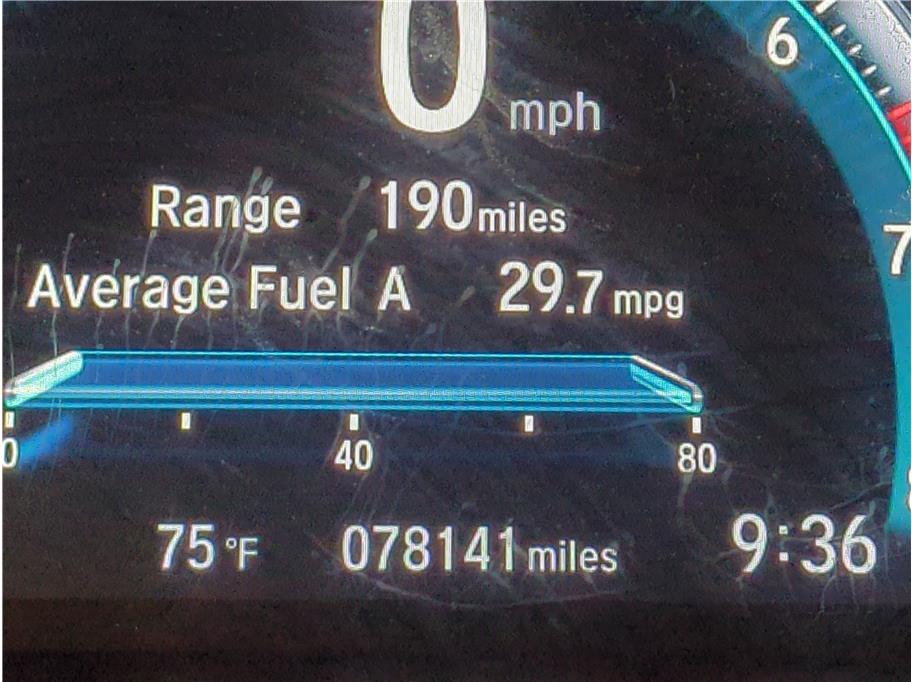 0 mph
6
Range 190 miles
7
Average Fuel A 29.7 mpg
0 40 80
75 °F 078141 miles 9:36